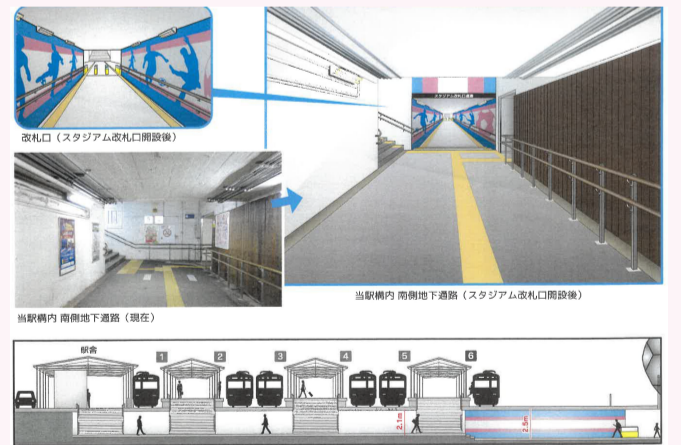 改札口（スタジアム改札口開設後）
スタジアム改札口通路
当駅構内 南側地下通路（現在）
当駅構内 南側地下通路（スタジアム改札口開設後）
駅舎
1 2 3 4 5 6
2.1m
2.5m